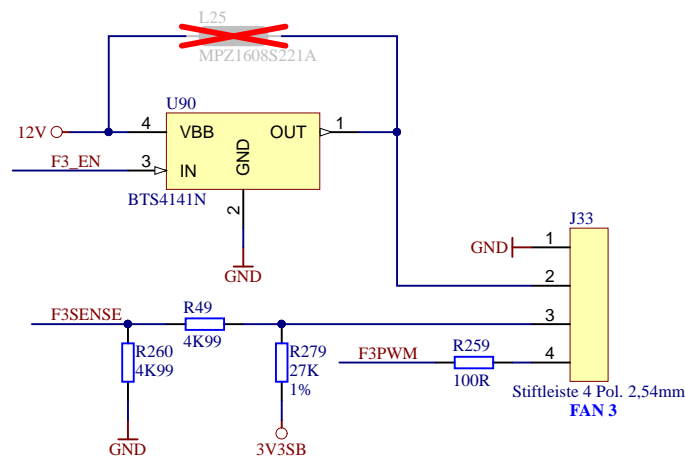 L25
MPZ1608S221A
U90
12V
4
VBB
OUT
1
F3_EN
3
IN
GND
BTS4141N
2
GND
J33
GND
1
2
F3SENSE
R49
4K99
3
R260
4K99
R279
27K
1%
F3PWM
R259
100R
4
Stiftleiste 4 Pol. 2,54mm
FAN 3
GND
3V3SB